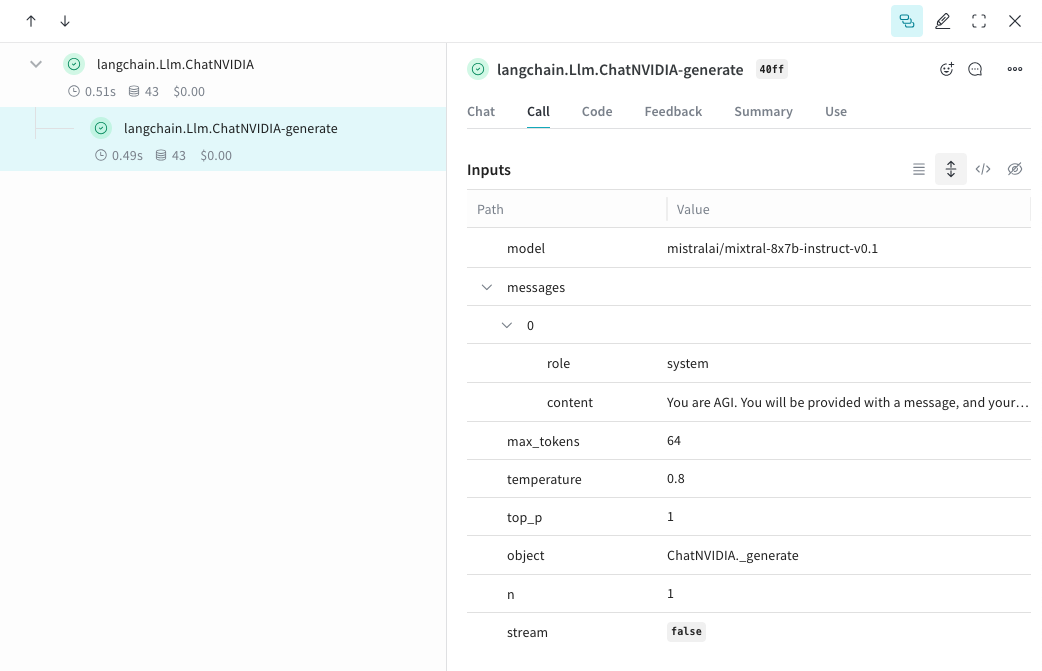 langchain.Llm.ChatNVIDIA
0.51s 43 $0.00
langchain.Llm.ChatNVIDIA-generate
0.49s 43 $0.00
langchain.Llm.ChatNVIDIA-generate 40ff
Chat Call Code Feedback Summary Use
Inputs
Path Value
model mistralai/mixtral-8x7b-instruct-v0.1
messages
0
role system
content You are AGI. You will be provided with a message, and your…
max_tokens 64
temperature 0.8
top_p 1
object ChatNVIDIA._generate
n 1
stream false